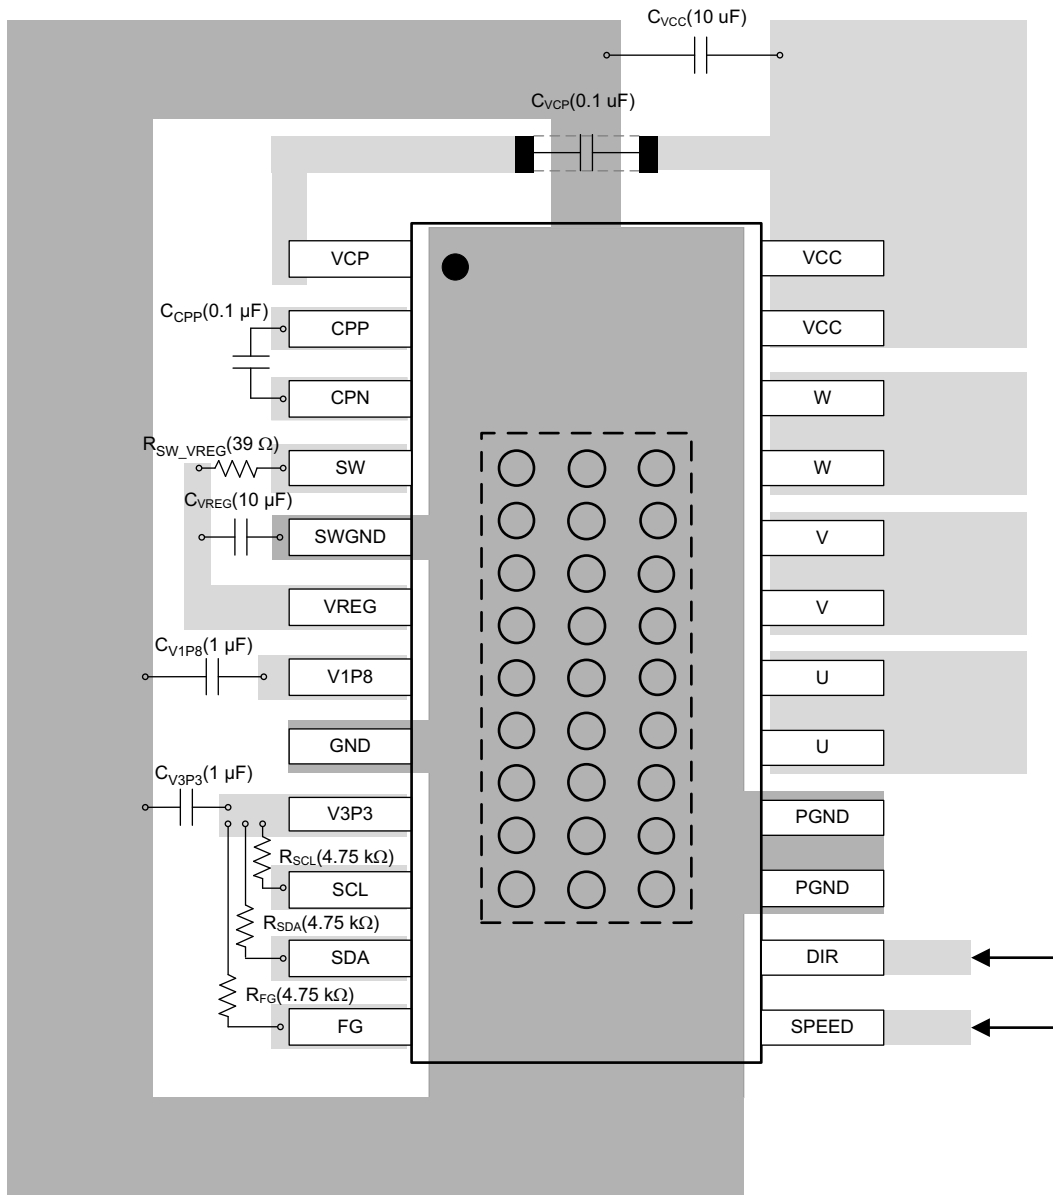 CVCC(10 uF)
CVCP(0.1 uF)
VCP
VCC
CCPP(0.1 µF)
CPP
VCC
CPN
W
RSW_VREG(39 Ω)
SW
W
CVREG(10 µF)
SWGND
V
VREG
V
CV1P8(1 µF)
V1P8
U
GND
U
CV3P3(1 µF)
V3P3
PGND
RSCL(4.75 kΩ)
SCL
PGND
RSDA(4.75 kΩ)
SDA
DIR
RFG(4.75 kΩ)
FG
SPEED